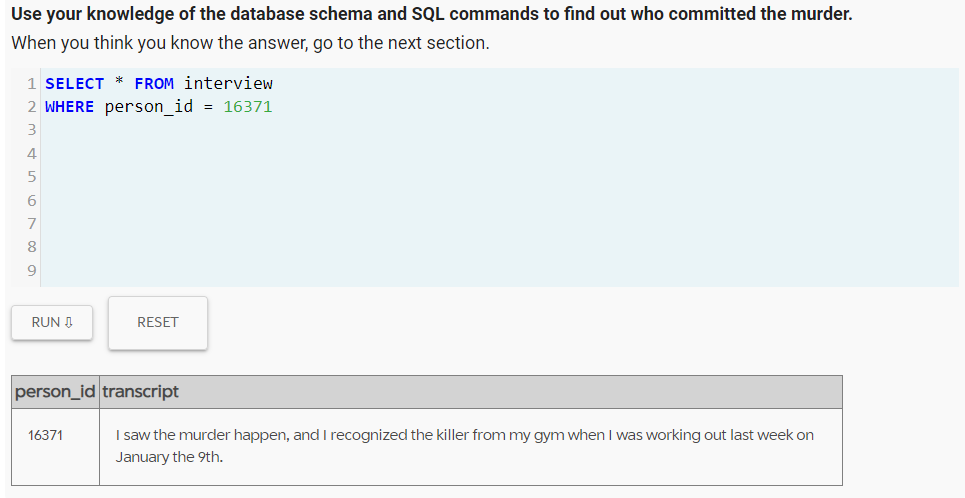 Use your knowledge of the database schema and SQL commands to find out who committed the murder.
When you think you know the answer, go to the next section.
1 SELECT * FROM interview
2 WHERE person_id = 16371
3
4
5
6
7
8
9
RUN ⇩ RESET
person_id transcript
16371 I saw the murder happen, and I recognized the killer from my gym when I was working out last week on
January the 9th.